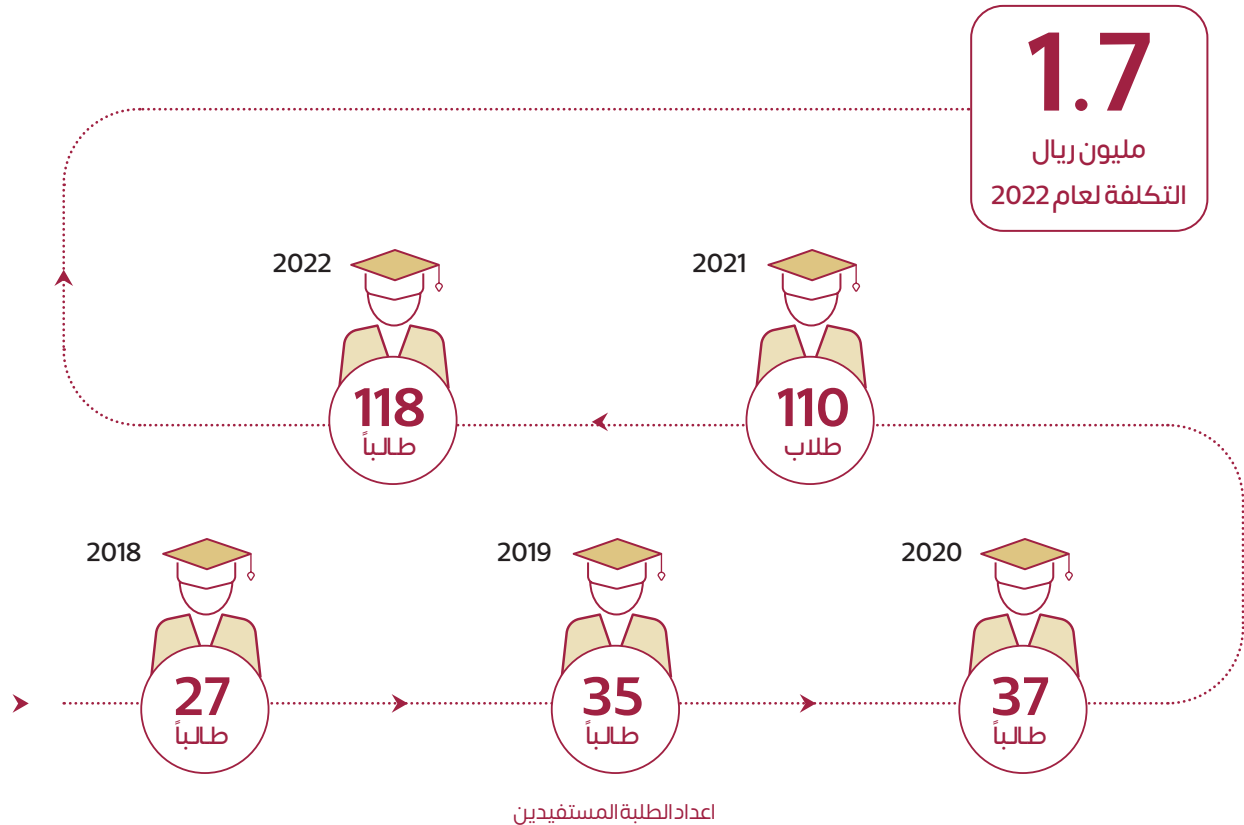 1.7
مليون ريال
التكلفة لعام 2022
2022
118
طالباً
2021
110
طلاب
2018
27
طالباً
2019
35
طالباً
2020
37
طالباً
اعداد الطلبة المستفيدين